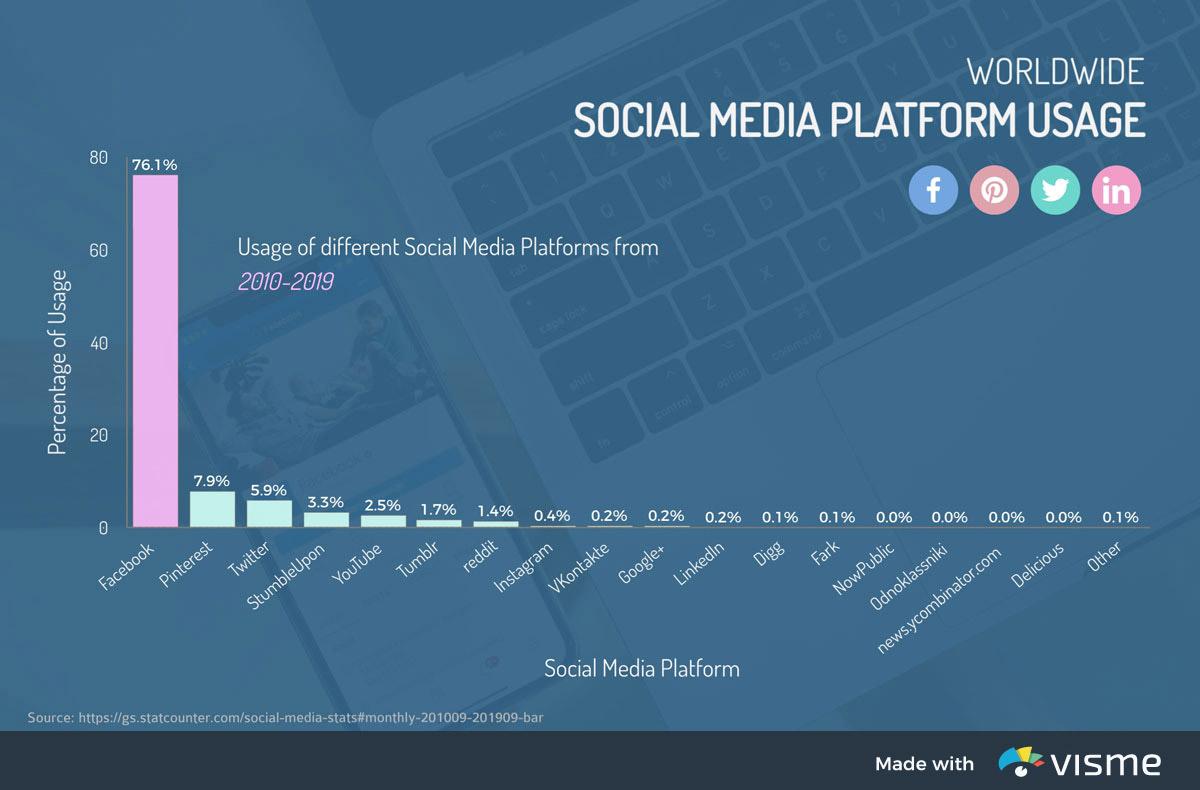 WORLDWIDE
SOCIAL MEDIA PLATFORM USAGE
Usage of different Social Media Platforms from
2010-2019
Percentage of Usage
80
60
40
20
0
76.1%
7.9%
5.9%
3.3%
2.5%
1.7%
1.4%
0.4%
0.2%
0.2%
0.2%
0.1%
0.1%
0.0%
0.0%
0.0%
0.0%
0.1%
Facebook
Pinterest
Twitter
StumbleUpon
YouTube
Tumblr
reddit
Instagram
VKontakte
Google+
LinkedIn
Digg
Fark
NowPublic
Odnoklassniki
news.ycombinator.com
Delicious
Other
Social Media Platform
Source: https://gs.statcounter.com/social-media-stats#monthly-201009-201909-bar
Made with visme